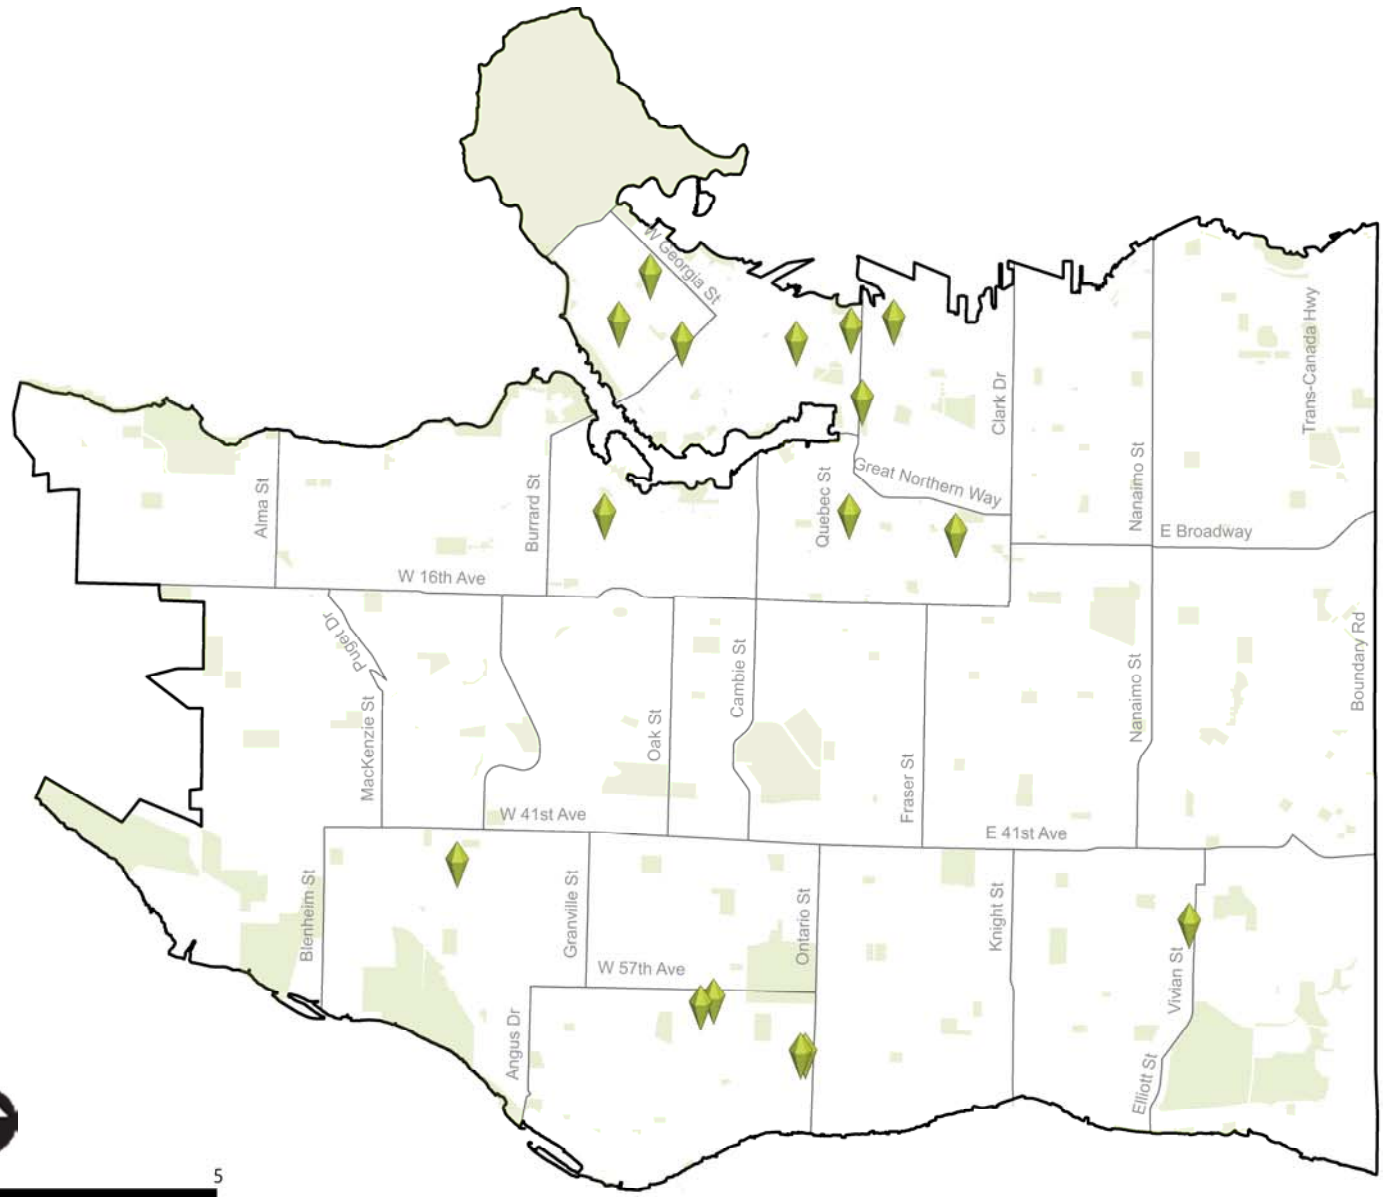 W Georgia St
Trans-Canada Hwy
Clark Dr
Nanaimo St
Alma St
Burrard St
Quebec St
Great Northern Way
E Broadway
W 16th Ave
Puget Dr
Boundary Rd
MacKenzie St
Oak St
Cambie St
Nanaimo St
Fraser St
W 41st Ave
E 41st Ave
Blenheim St
Granville St
Ontario St
Knight St
W 57th Ave
Vivian St
Angus Dr
Elliott St
5